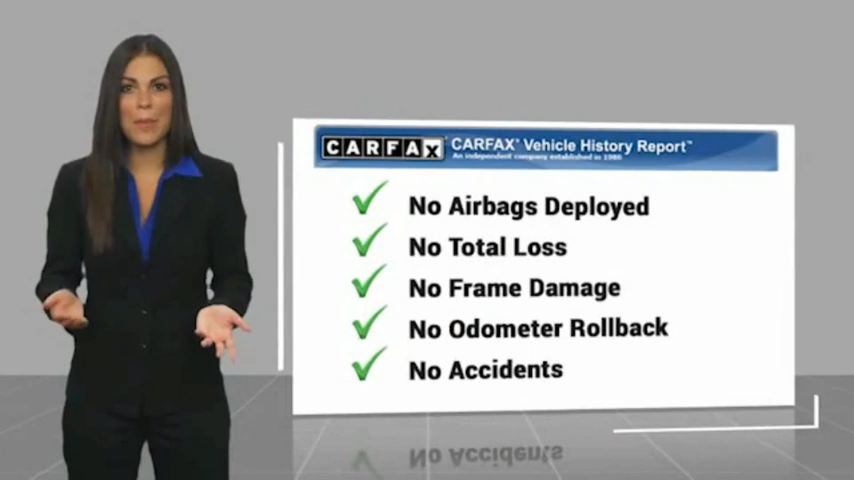 CARFAX CARFAX® Vehicle History Report™
An independent company established in 1986
No Airbags Deployed
No Total Loss
No Frame Damage
No Odometer Rollback
No Accidents
No Accidents